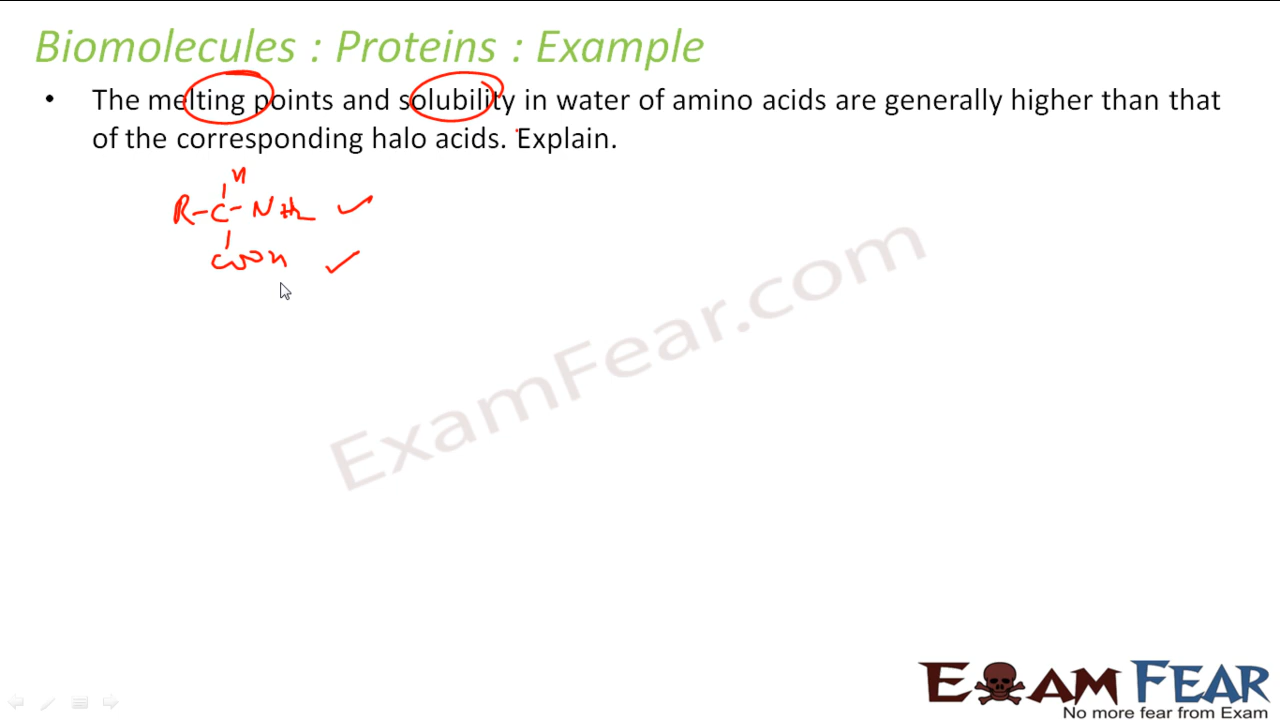 Biomolecules : Proteins : Example
• The melting points and solubility in water of amino acids are generally higher than that
of the corresponding halo acids. Explain.
H
R-C-NH2
COOH
ExamFear.com
EXAM FEAR
No more fear from Exam